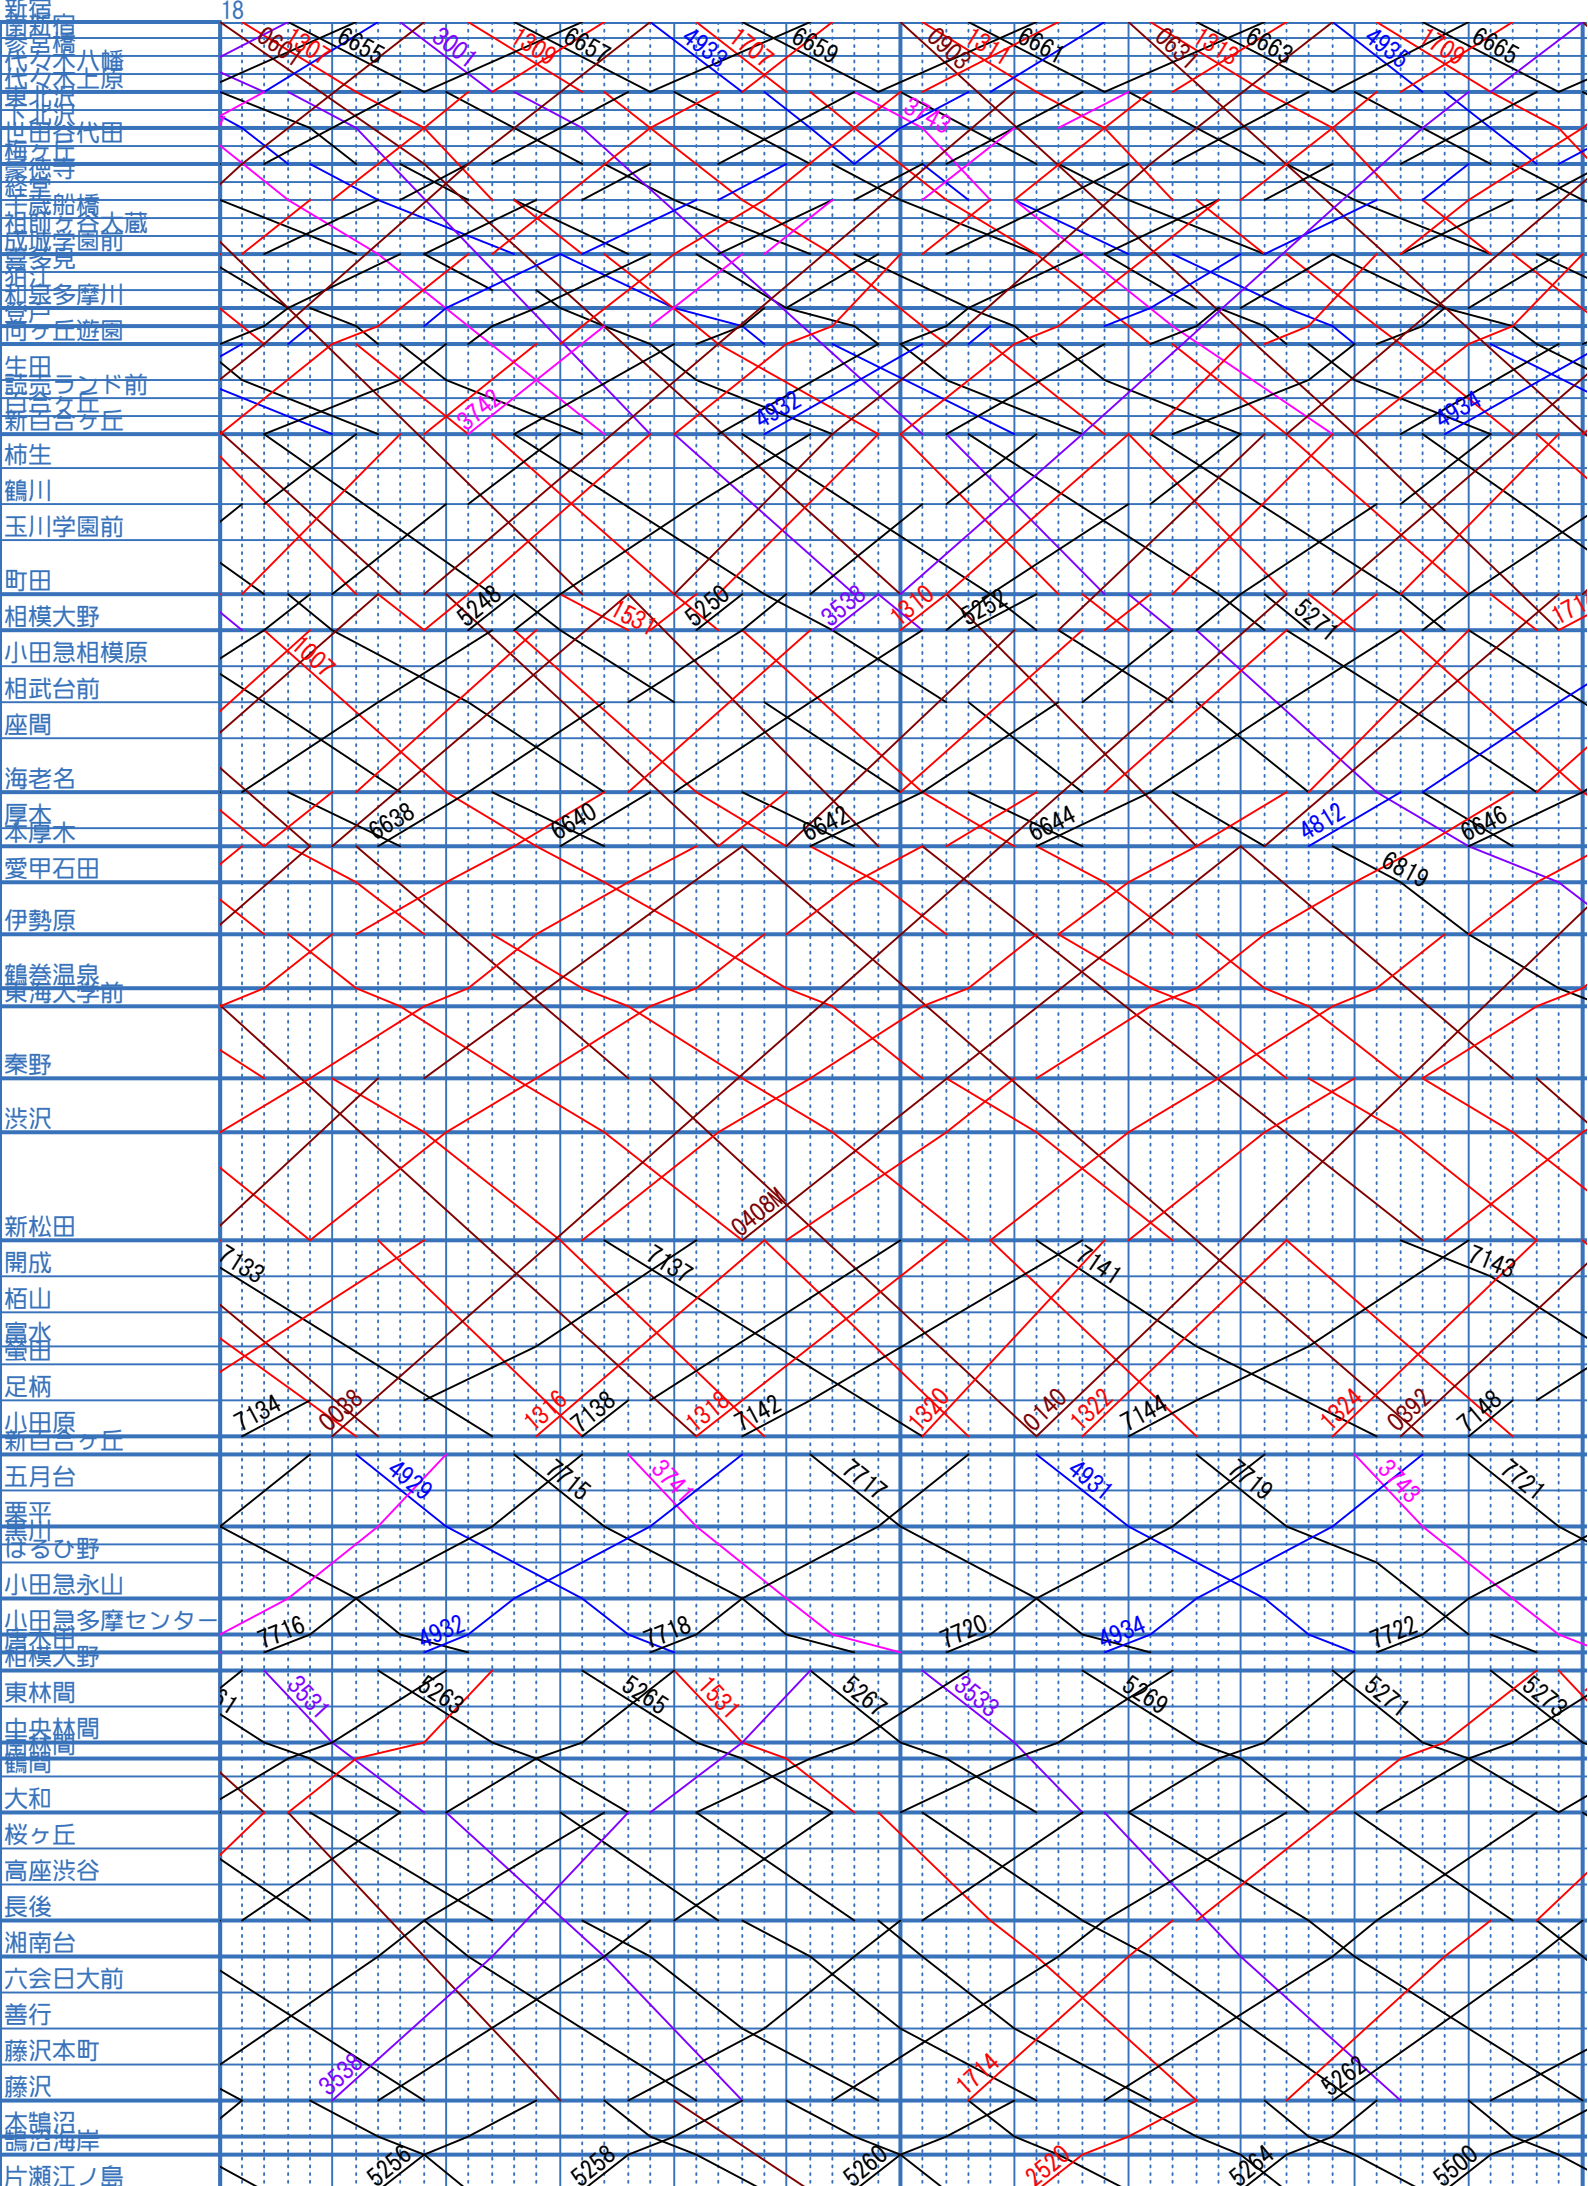 新宿
18
南新宿
参宮橋
代々木八幡
代々木上原
東北沢
下北沢
世田谷代田
梅ヶ丘
豪徳寺
経堂
千歳船橋
祖師ヶ谷大蔵
成城学園前
喜多見
狛江
和泉多摩川
登戸
向ヶ丘遊園
生田
読売ランド前
百合ヶ丘
新百合ヶ丘
柿生
鶴川
玉川学園前
町田
相模大野
小田急相模原
相武台前
座間
海老名
厚木
本厚木
愛甲石田
伊勢原
鶴巻温泉
東海大学前
秦野
渋沢
新松田
開成
栢山
富水
螢田
足柄
小田原
新百合ヶ丘
五月台
栗平
黒川
はるひ野
小田急永山
小田急多摩センター
唐木田
相模大野
東林間
中央林間
南林間
鶴間
大和
桜ヶ丘
高座渋谷
長後
湘南台
六会日大前
善行
藤沢本町
藤沢
本鵠沼
鵠沼海岸
片瀬江ノ島
0601 1307 6655 3001 1309 6657 4933 1707 6659 0903 1311 6661 0631 1313 6663 4935 1709 6665
3743
3742 4932 4934
5248 1531 5250 3538 1310 5252 5271 171
1007
6638 6640 6642 6644 4812 6646
6819
0408M
7133 7137 7141 7143
7134 0088 1316 7138 1318 7142 1320 0140 1322 7144 1324 0392 7148
4929 7715 3741 7717 4931 7719 3743 7721
7716 4932 7718 7720 4934 7722
61 3531 5263 5265 1531 5267 3533 5269 5271 5273
3538 1714 5262
5256 5258 5260 2520 5264 5500